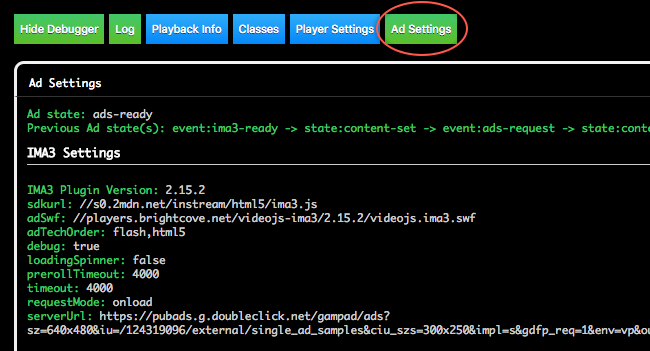 Hide Debugger Log Playback Info Classes Player Settings Ad Settings
Ad Settings
Ad state: ads-ready
Previous Ad state(s): event:ima3-ready -> state:content-set -> event:ads-request -> state:cont
IMA3 Settings
IMA3 Plugin Version: 2.15.2
sdkurl: //s0.2mdn.net/instream/html5/ima3.js
adSwf: //players.brightcove.net/videojs-ima3/2.15.2/videojs.ima3.swf
adTechOrder: flash,html5
debug: true
loadingSpinner: false
prerollTimeout: 4000
timeout: 4000
requestMode: onload
serverUrl: https://pubads.g.doubleclick.net/gampad/ads?
sz=640x480&iu=/124319096/external/single_ad_samples&ciu_szs=300x250&impl=s&gdfp_req=1&env=vp&ou